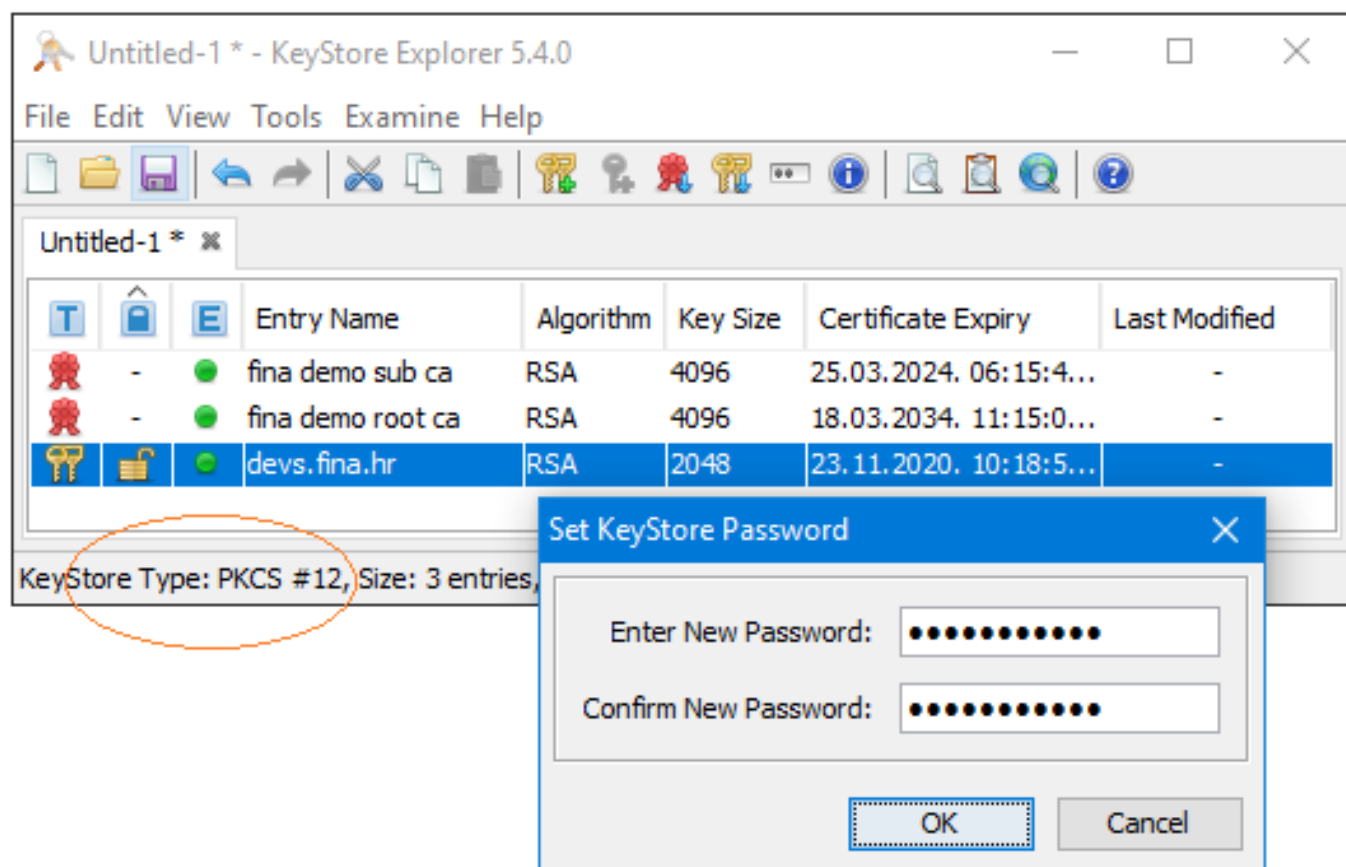 Untitled-1 * - KeyStore Explorer 5.4.0
File Edit View Tools Examine Help
Untitled-1 *
T E Entry Name Algorithm Key Size Certificate Expiry Last Modified
- fina demo sub ca RSA 4096 25.03.2024. 06:15:4... -
- fina demo root ca RSA 4096 18.03.2034. 11:15:0... -
devs.fina.hr RSA 2048 23.11.2020. 10:18:5... -
KeyStore Type: PKCS #12, Size: 3 entries,
Set KeyStore Password
Enter New Password: •••••••••••
Confirm New Password: •••••••••••
OK Cancel